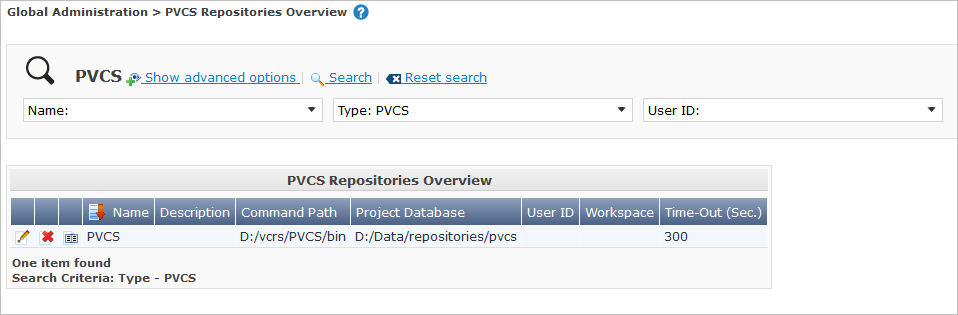 Global Administration > PVCS Repositories Overview ?
PVCS Show advanced options | Search | Reset search
Name: Type: PVCS User ID:
PVCS Repositories Overview
Name Description Command Path Project Database User ID Workspace Time-Out (Sec.)
PVCS D:/vcrs/PVCS/bin D:/Data/repositories/pvcs 300
One item found
Search Criteria: Type - PVCS